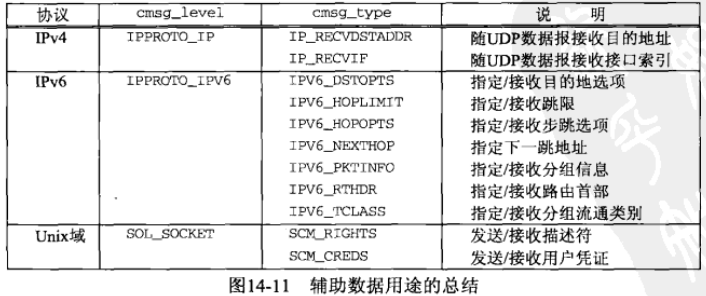 协议 cmsg_level cmsg_type 说 明
IPv4 IPPROTO_IP IP_RECVDSTADDR 随UDP数据报接收目的地址
IP_RECVIF 随UDP数据报接收接口索引
IPv6 IPPROTO_IPV6 IPV6_DSTOPTS 指定/接收目的地选项
IPV6_HOPLIMIT 指定/接收跳限
IPV6_HOPOPTS 指定/接收步跳选项
IPV6_NEXTHOP 指定下一跳地址
IPV6_PKTINFO 指定/接收分组信息
IPV6_RTHDR 指定/接收路由首部
IPV6_TCLASS 指定/接收分组流通类别
Unix域 SOL_SOCKET SCM_RIGHTS 发送/接收描述符
SCM_CREDS 发送/接收用户凭证
图14-11 辅助数据用途的总结